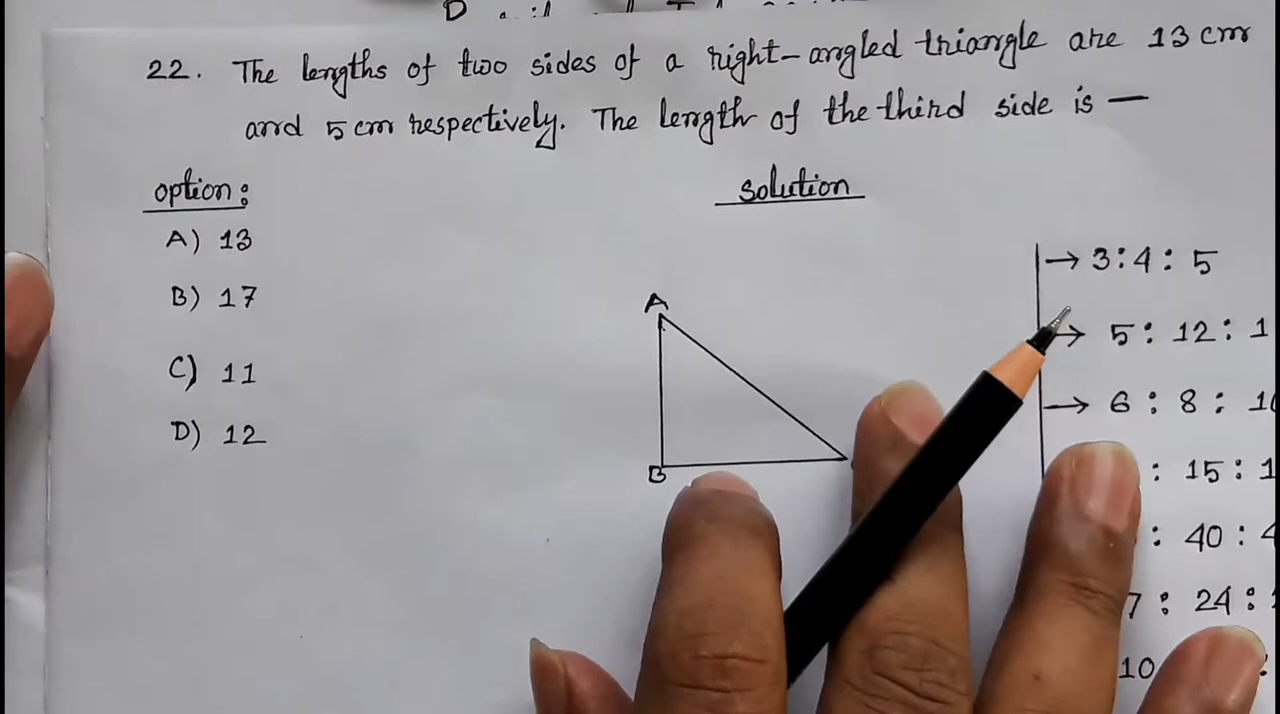 22. The lengths of two sides of a right-angled triangle are 13 cm
and 5 cm respectively. The length of the third side is —
option:
A) 13
B) 17
C) 11
D) 12
solution
A
B
→ 3:4:5
→ 5:12:1
→ 6:8:10
: 15:1
: 40:4
7:24:
10